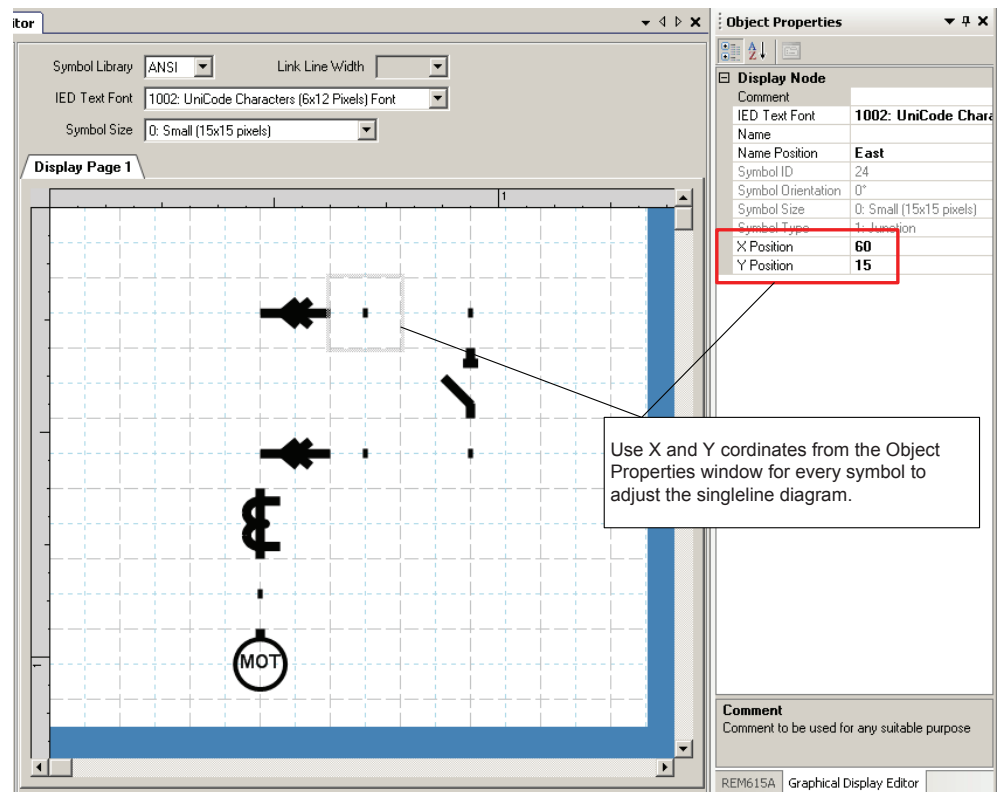 itor
Symbol Library ANSI Link Line Width
IED Text Font 1002: UniCode Characters (6x12 Pixels) Font
Symbol Size 0: Small (15x15 pixels)
Display Page 1
1
1
MOT
Object Properties
Display Node
Comment
IED Text Font 1002: UniCode Chara
Name
Name Position East
Symbol ID 24
Symbol Orientation 0°
Symbol Size 0: Small (15x15 pixels)
Symbol Type 1: Junction
X Position 60
Y Position 15
Use X and Y cordinates from the Object
Properties window for every symbol to
adjust the singleline diagram.
Comment
Comment to be used for any suitable purpose
REM615A Graphical Display Editor